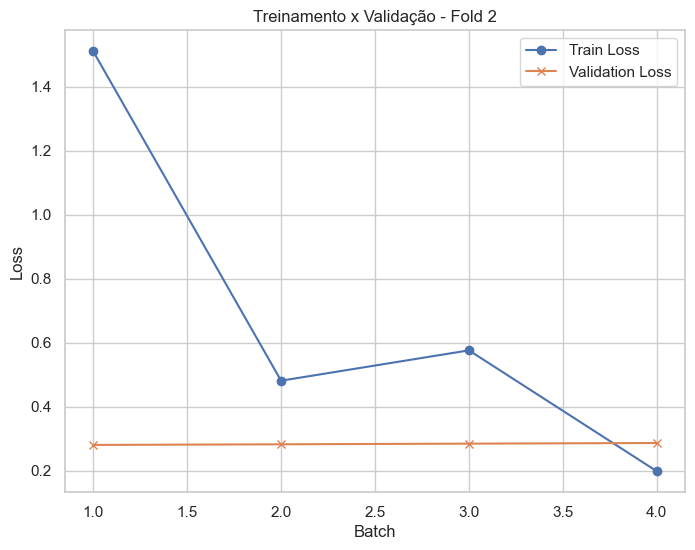 Treinamento x Validação - Fold 2
Train Loss
Validation Loss
Loss
1.4
1.2
1.0
0.8
0.6
0.4
0.2
1.0 1.5 2.0 2.5 3.0 3.5 4.0
Batch